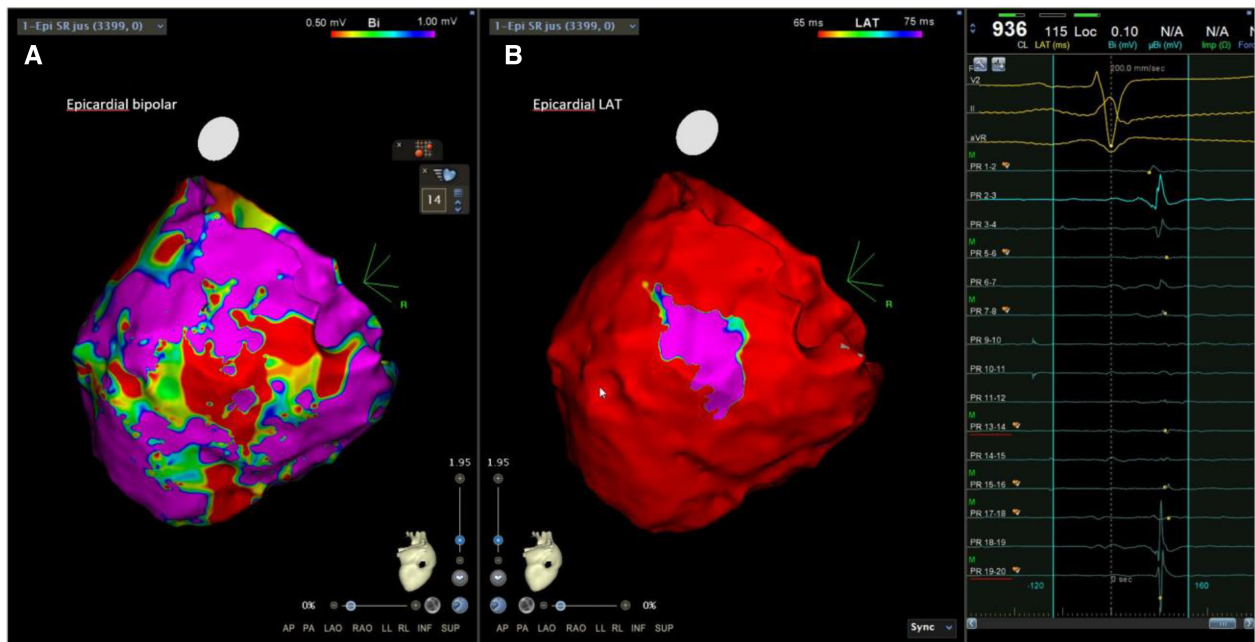 1-Epi SR jus (3399, 0)
0.50 mV Bi 1.00 mV
A
Epicardial bipolar
14
R
1.95
0%
AP PA LAO RAO LL RL INF SUP
1-Epi SR jus (3399, 0)
65 ms LAT 75 ms
B
Epicardial LAT
R
1.95
0%
AP PA LAO RAO LL RL INF SUP
Sync
936 115 Loc 0.10 N/A N/A
CL LAT (ms) Bi (mV) µBi (mV) Imp (Ω) Forc
200.0 mm/sec
V2
II
aVR
M
PR 1-2
PR 2-3
3-4
M
PR 5-6
PR 6-7
M
PR 7-8
PR 9-10
PR 10-11
PR 11-12
M
PR 13-14
PR 14-15
M
PR 15-16
M
PR 17-18
PR 18-19
M
PR 19-20
-120 0 sec 160